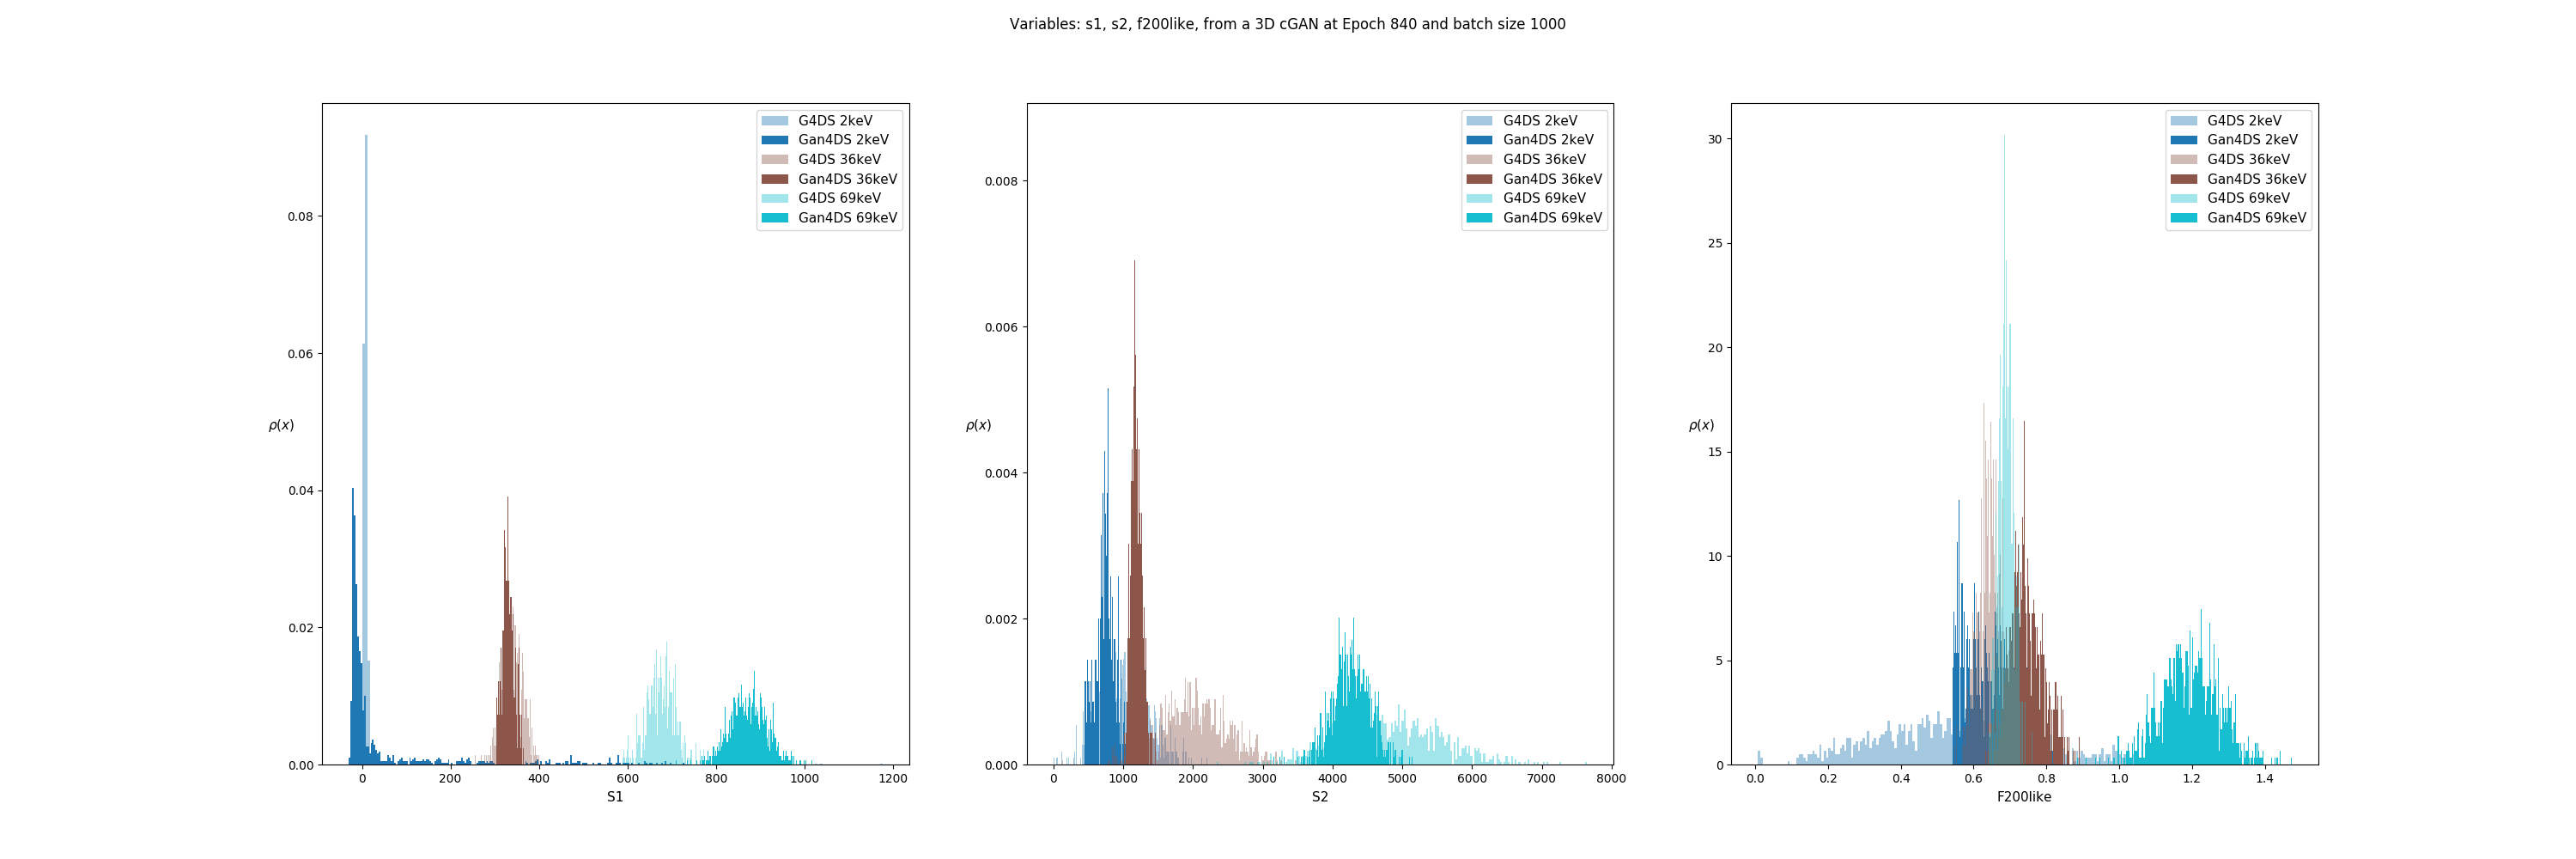 Variables: s1, s2, f200like, from a 3D cGAN at Epoch 840 and batch size 1000
G4DS 2keV
Gan4DS 2keV
G4DS 36keV
Gan4DS 36keV
G4DS 69keV
Gan4DS 69keV
0.08
0.06
0.04
0.02
0.00
ρ(x)
0 200 400 600 800 1000 1200
S1
G4DS 2keV
Gan4DS 2keV
G4DS 36keV
Gan4DS 36keV
G4DS 69keV
Gan4DS 69keV
0.008
0.006
0.004
0.002
0.000
ρ(x)
0 1000 2000 3000 4000 5000 6000 7000 8000
S2
G4DS 2keV
Gan4DS 2keV
G4DS 36keV
Gan4DS 36keV
G4DS 69keV
Gan4DS 69keV
30
25
20
15
10
5
0
ρ(x)
0.0 0.2 0.4 0.6 0.8 1.0 1.2 1.4
F200like